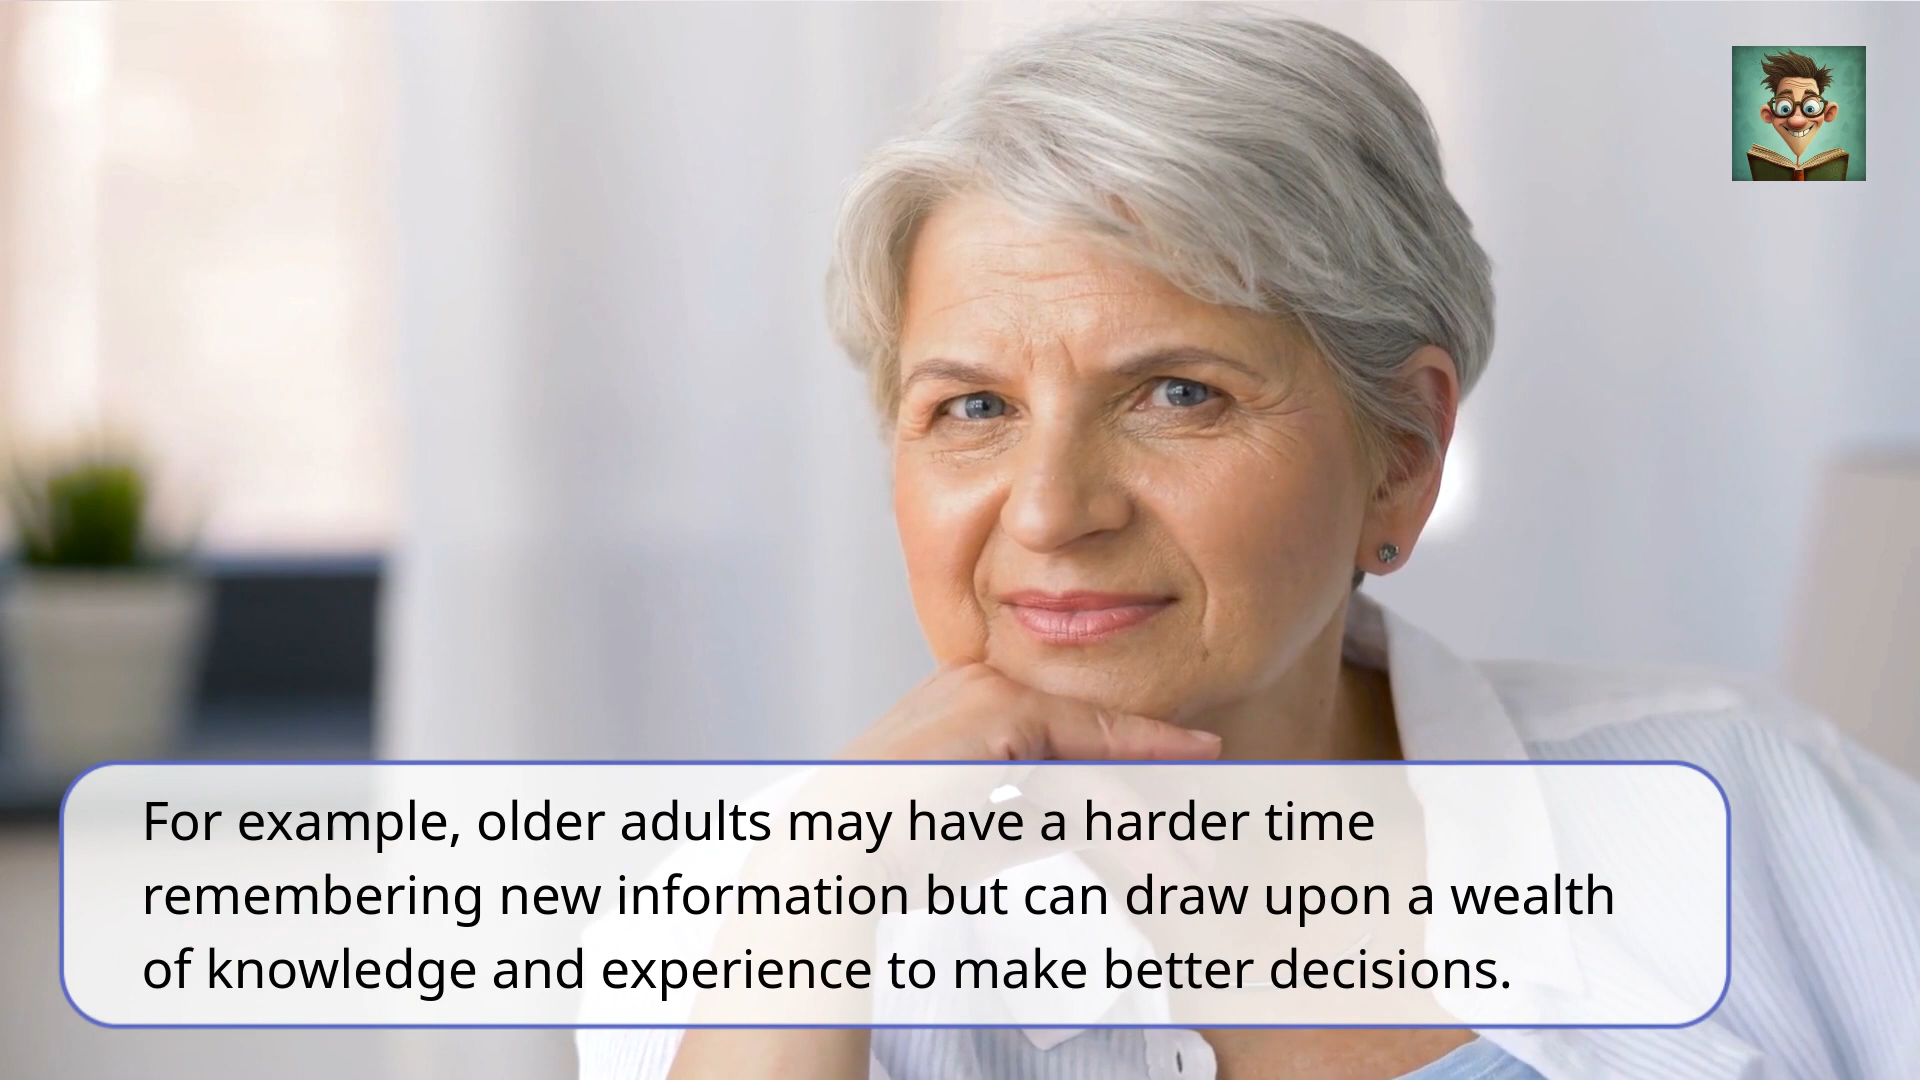 For example, older adults may have a harder time
remembering new information but can draw upon a wealth
of knowledge and experience to make better decisions.